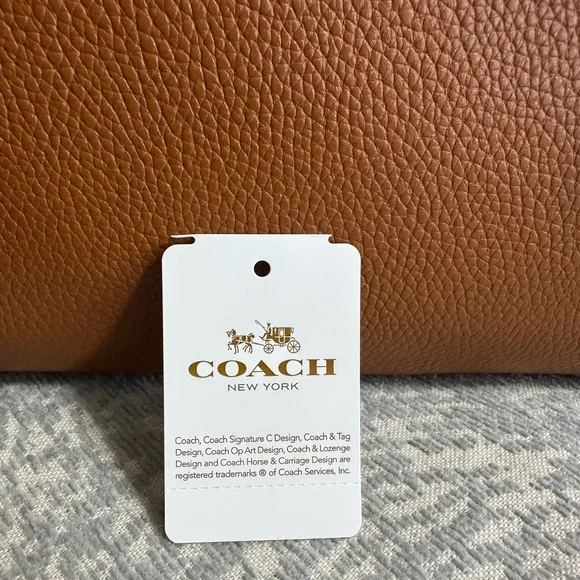 COACH
NEW YORK
Coach, Coach Signature C Design, Coach & Tag
Design, Coach Op Art Design, Coach & Lozenge
Design and Coach Horse & Carriage Design are
registered trademarks ® of Coach Services, Inc.